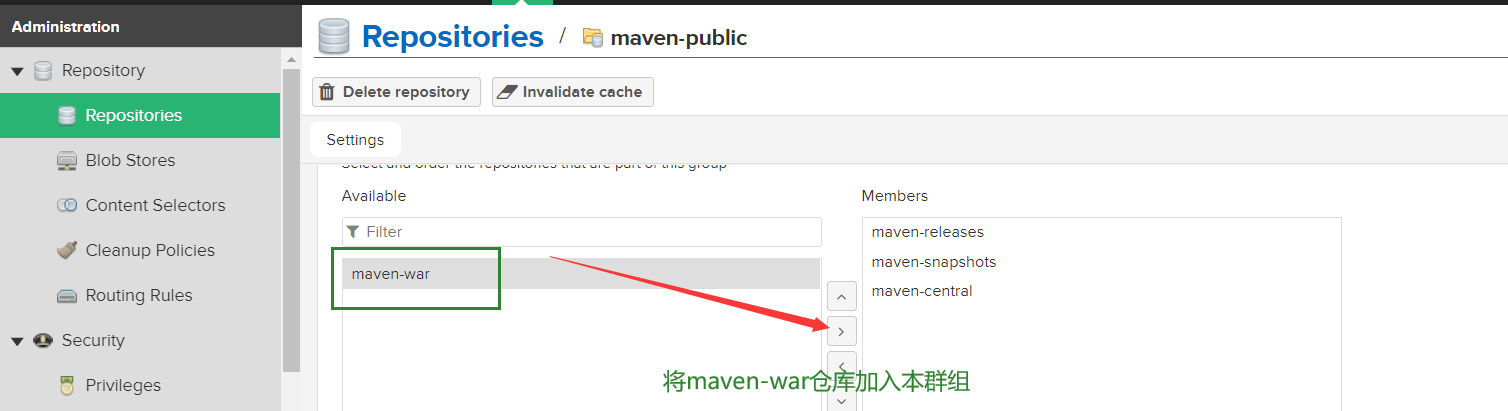 Administration
Repository
Repositories
Blob Stores
Content Selectors
Cleanup Policies
Routing Rules
Security
Privileges
Repositories / maven-public
Delete repository
Invalidate cache
Settings
Select and order the repositories that are part of this group
Available
Filter
maven-war
Members
maven-releases
maven-snapshots
maven-central
将maven-war仓库加入本群组